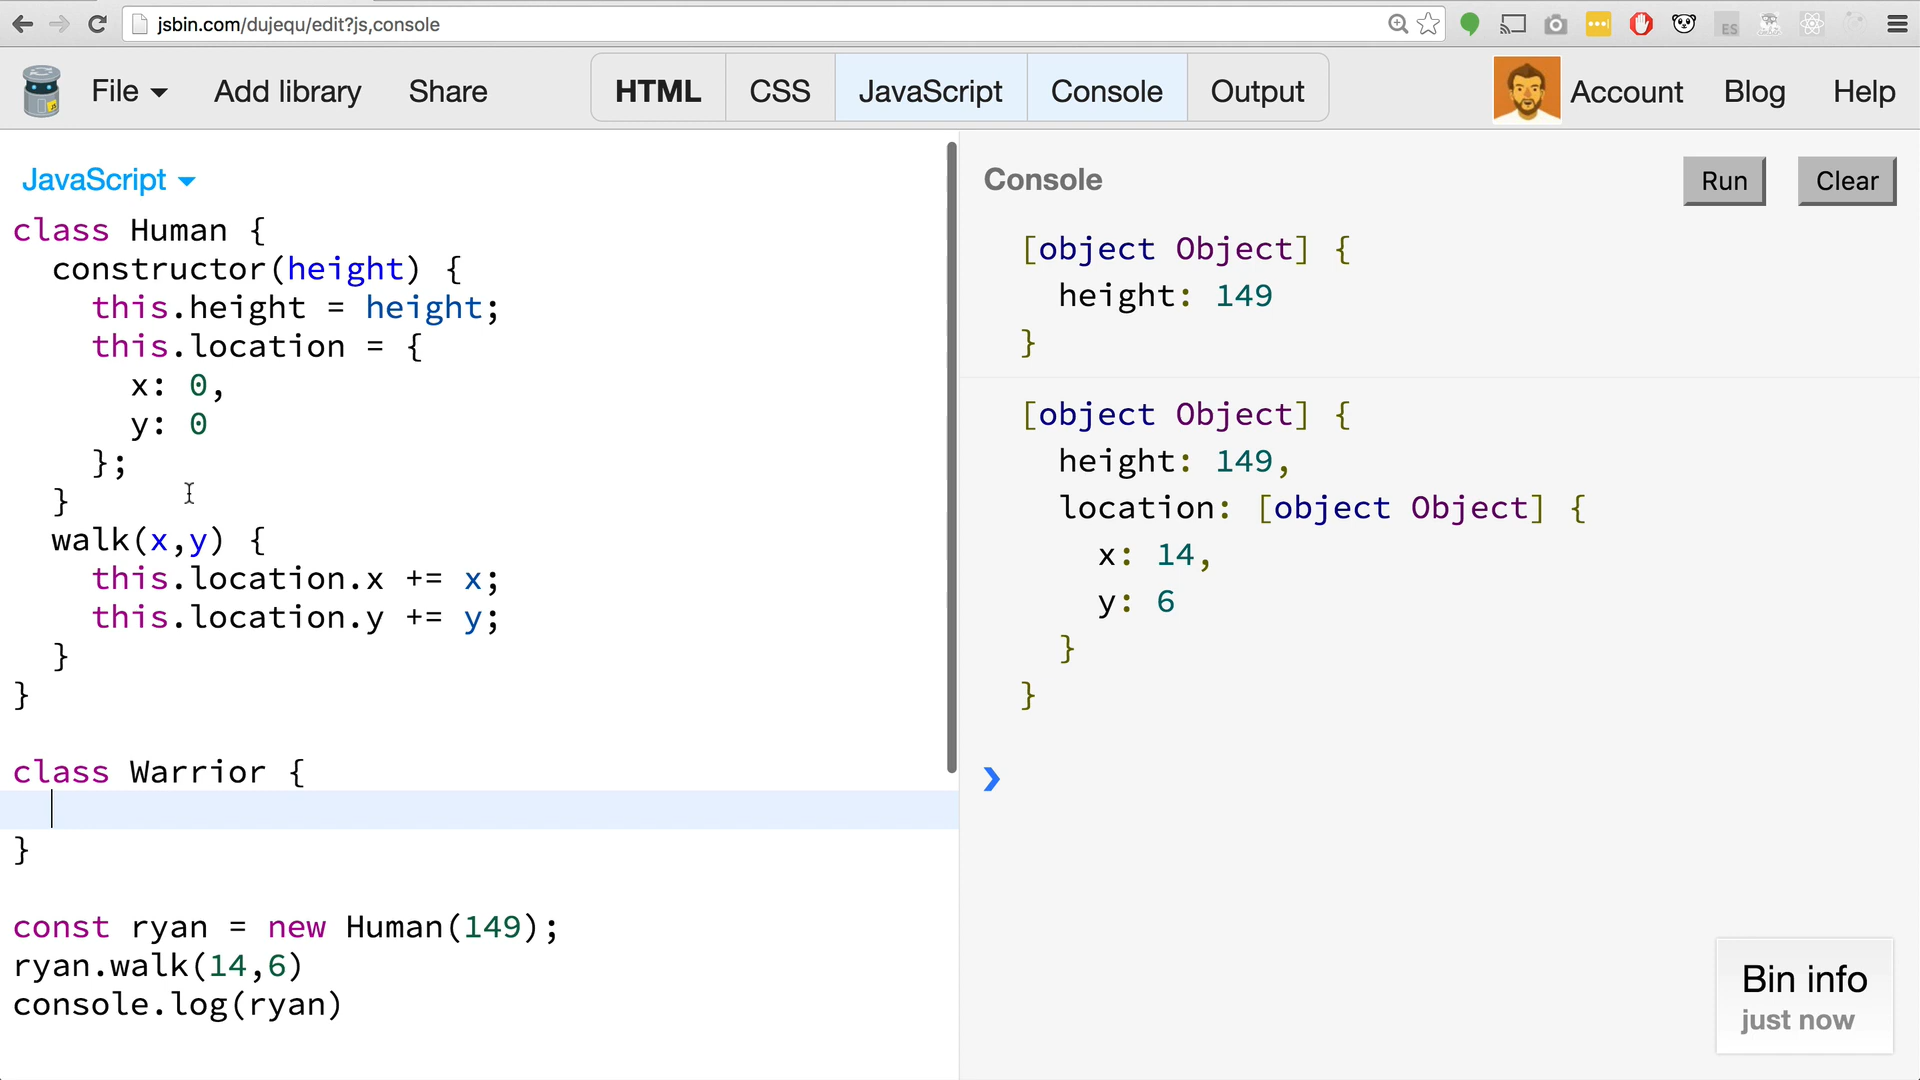 jsbin.com/dujequ/edit?js,console
ES
File
Add library
Share
HTML
CSS
JavaScript
Console
Output
Account
Blog
Help
JavaScript
class Human {
  constructor(height) {
    this.height = height;
    this.location = {
      x: 0,
      y: 0
    };
  }
  walk(x,y) {
    this.location.x += x;
    this.location.y += y;
  }
}
class Warrior {
}
const ryan = new Human(149);
ryan.walk(14,6)
console.log(ryan)
Console
Run
Clear
[object Object] {
  height: 149
}
[object Object] {
  height: 149,
  location: [object Object] {
    x: 14,
    y: 6
  }
}
❯
Bin info
just now